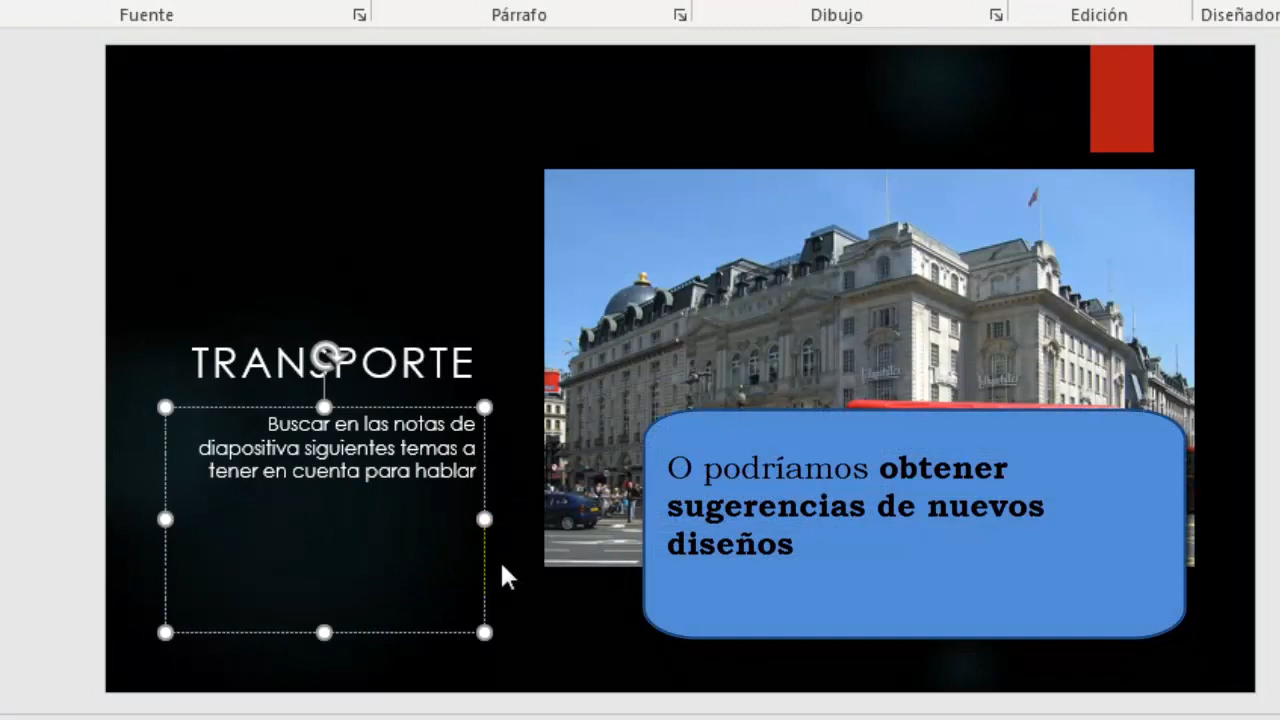 Fuente
Párrafo
Dibujo
Edición
Diseñador
TRANSPORTE
Buscar en las notas de
diapositiva siguientes temas a
tener en cuenta para hablar
O podríamos obtener
sugerencias de nuevos
diseños